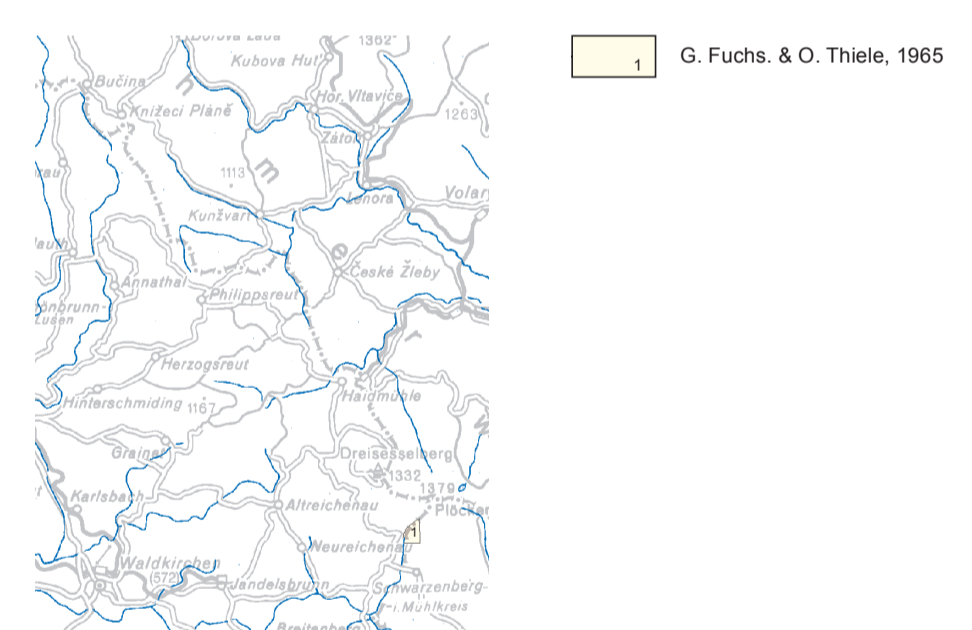 Kubova Huť
1362
Bučina
Knížecí Pláně
Hor. Vltavice
1263
h
Zátoň
m
1113
Lenora
Volary
Kunžvart
e
České Žleby
Annathal
Philippsreut
r
Herzogsreut
Haidmühle
Hinterschmiding
1167
Grainet
Dreisesselberg
1332
1379
Karlsbach
Altreichenau
1
Neureichenau
Waldkirchen
(572)
Jandelsbrunn
Schwarzenberg-
i. Mühlkreis
Breitenberg
1
G. Fuchs. & O. Thiele, 1965